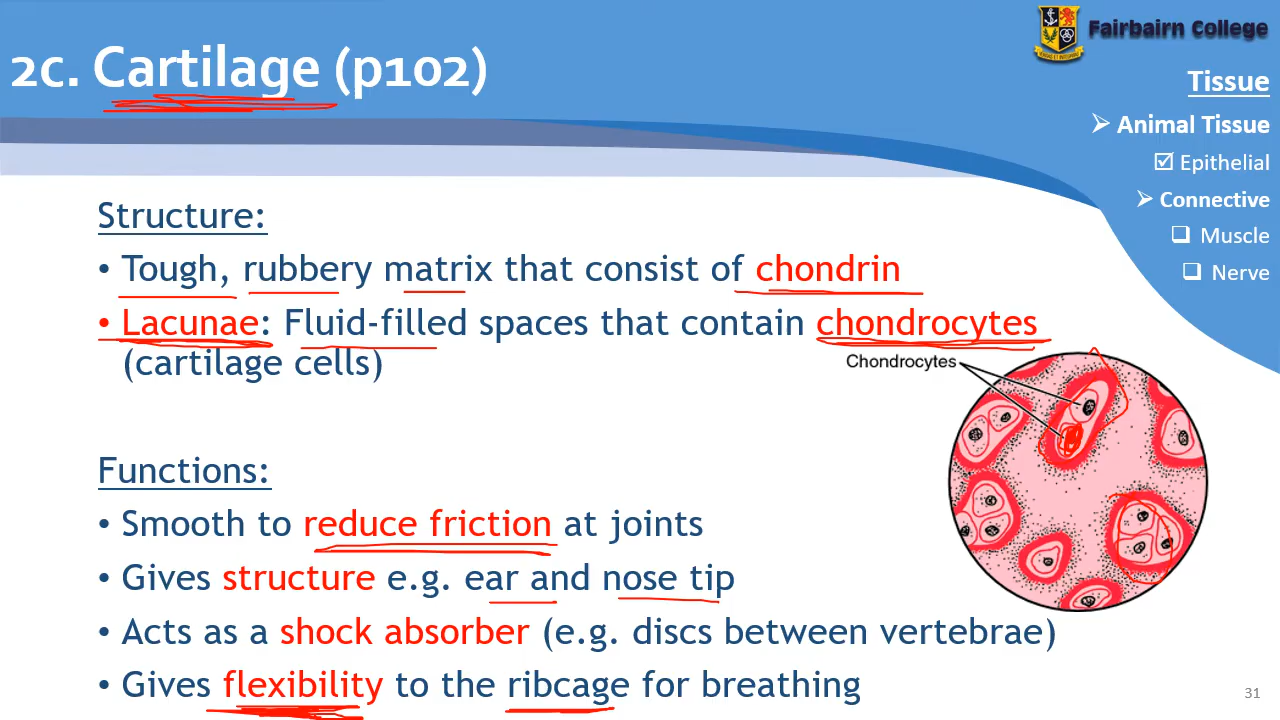 Fairbairn College
2c. Cartilage (p102)
Tissue
➢ Animal Tissue
☑ Epithelial
➢ Connective
❑ Muscle
❑ Nerve
Structure:
• Tough, rubbery matrix that consist of chondrin
• Lacunae: Fluid-filled spaces that contain chondrocytes
(cartilage cells)
Chondrocytes
Functions:
• Smooth to reduce friction at joints
• Gives structure e.g. ear and nose tip
• Acts as a shock absorber (e.g. discs between vertebrae)
• Gives flexibility to the ribcage for breathing
31